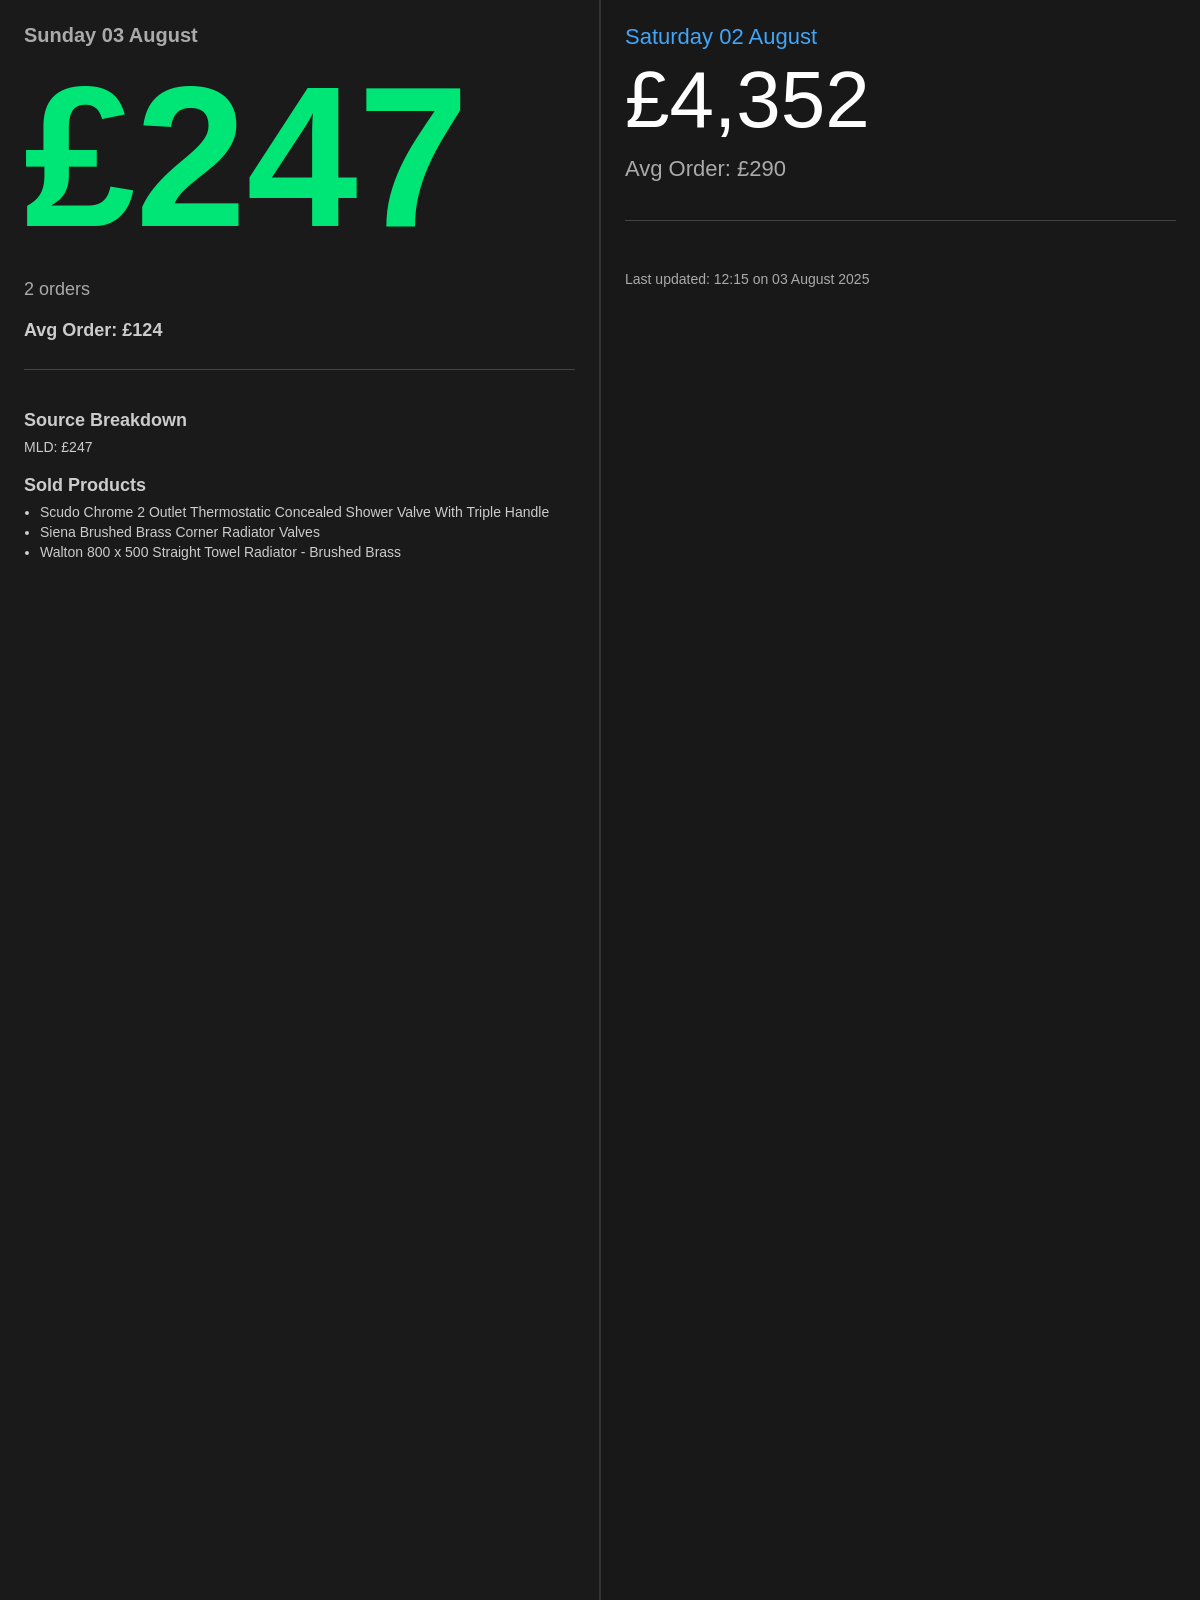 Sunday 03 August
£247
2 orders
Avg Order: £124
Source Breakdown
MLD: £247
Sold Products
• Scudo Chrome 2 Outlet Thermostatic Concealed Shower Valve With Triple Handle
• Siena Brushed Brass Corner Radiator Valves
• Walton 800 x 500 Straight Towel Radiator - Brushed Brass
Saturday 02 August
£4,352
Avg Order: £290
Last updated: 12:15 on 03 August 2025